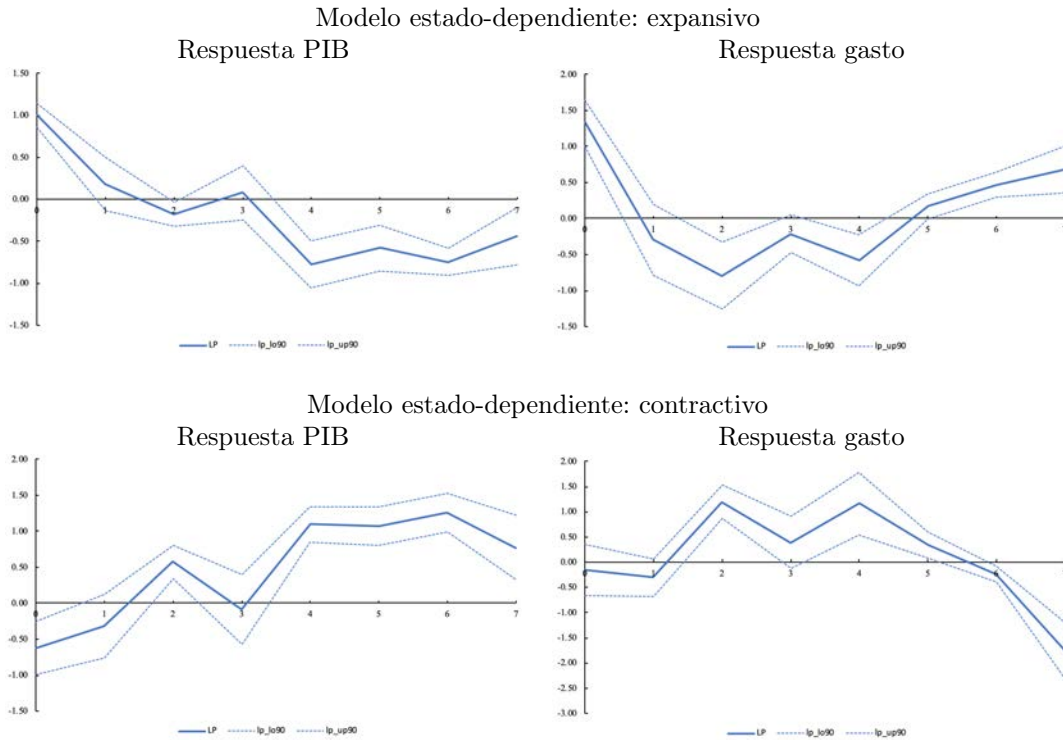 Modelo estado-dependiente: expansivo
Respuesta PIB
1.50
1.00
0.50
0.00
-0.50
-1.00
-1.50
0 1 2 3 4 5 6 7
LP lp_lo90 lp_up90
Respuesta gasto
2.00
1.50
1.00
0.50
0.00
-0.50
-1.00
-1.50
0 1 2 3 4 5 6
LP lp_lo90 lp_up90
Modelo estado-dependiente: contractivo
Respuesta PIB
2.00
1.50
1.00
0.50
0.00
-0.50
-1.00
-1.50
0 1 2 3 4 5 6 7
LP lp_lo90 lp_up90
Respuesta gasto
2.00
1.50
1.00
0.50
0.00
-0.50
-1.00
-1.50
-2.00
-2.50
-3.00
0 1 2 3 4 5 6
LP lp_lo90 lp_up90